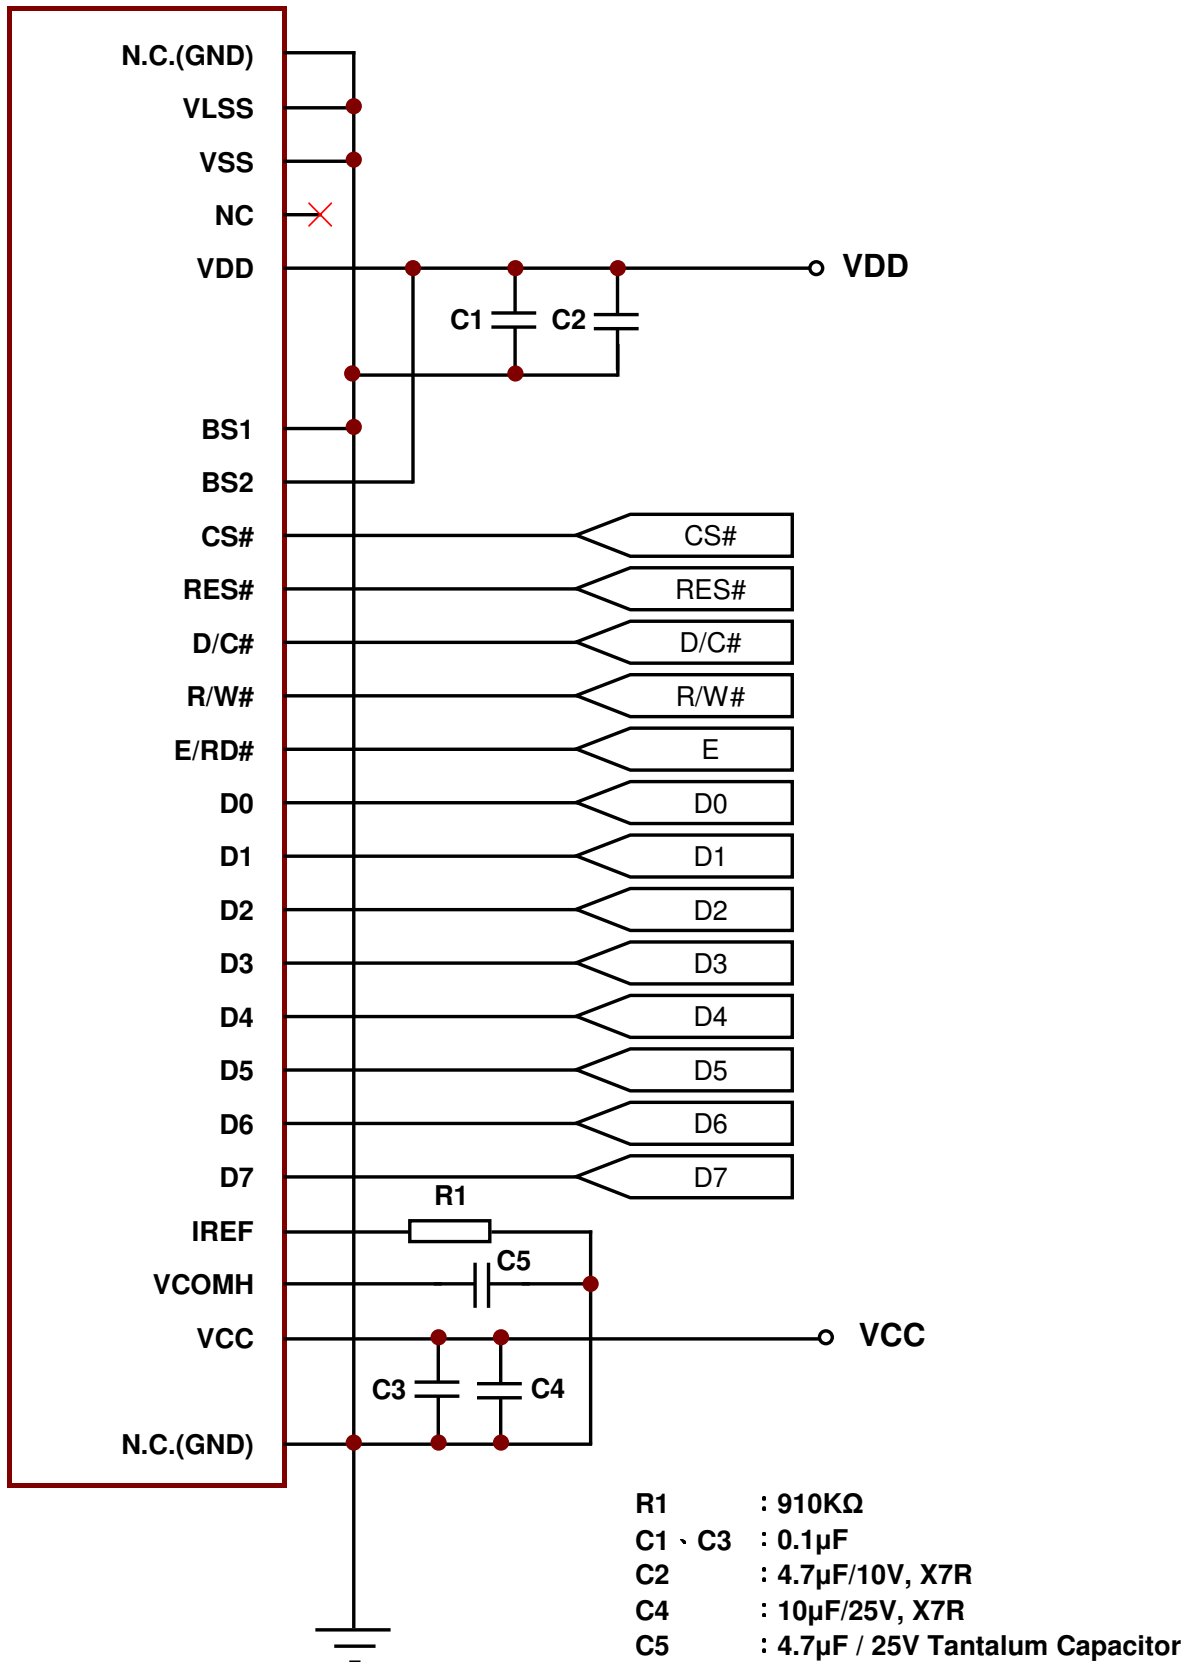 N.C.(GND)
VLSS
VSS
NC
VDD VDD
C1 C2
BS1
BS2
CS# CS#
RES# RES#
D/C# D/C#
R/W# R/W#
E/RD# E
D0 D0
D1 D1
D2 D2
D3 D3
D4 D4
D5 D5
D6 D6
D7 D7
R1
IREF
C5
VCOMH
VCC VCC
C3 C4
N.C.(GND)
R1 : 910KΩ
C1、C3 : 0.1µF
C2 : 4.7µF/10V, X7R
C4 : 10µF/25V, X7R
C5 : 4.7µF / 25V Tantalum Capacitor